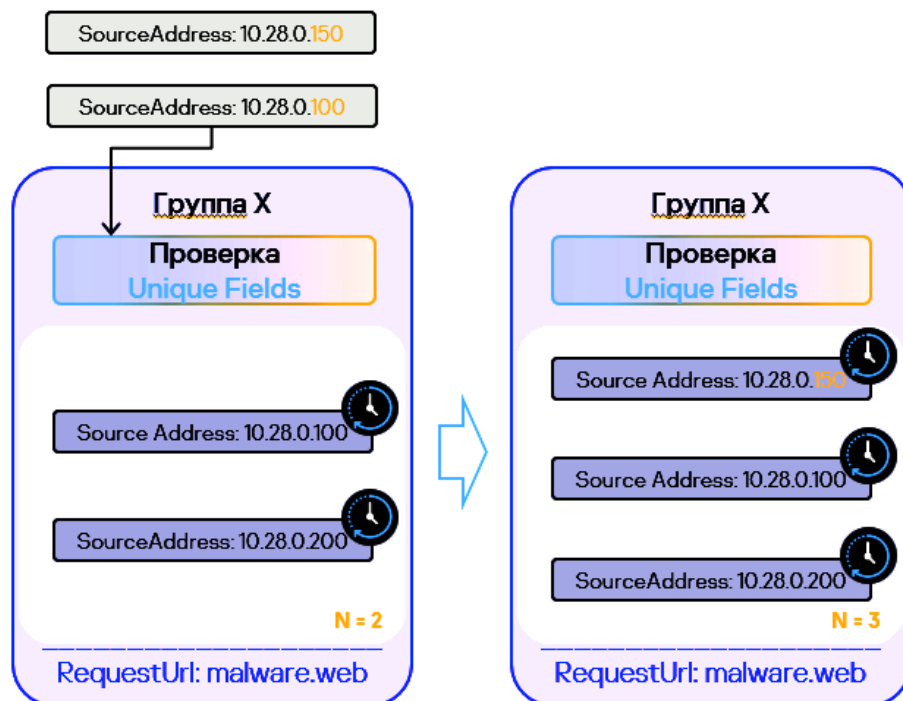 SourceAddress: 10.28.0.150
SourceAddress: 10.28.0.100
Группа X
Проверка
Unique Fields
Source Address: 10.28.0.100
SourceAddress: 10.28.0.200
N = 2
RequestUrl: malware.web
Группа X
Проверка
Unique Fields
Source Address: 10.28.0.150
Source Address: 10.28.0.100
SourceAddress: 10.28.0.200
N = 3
RequestUrl: malware.web